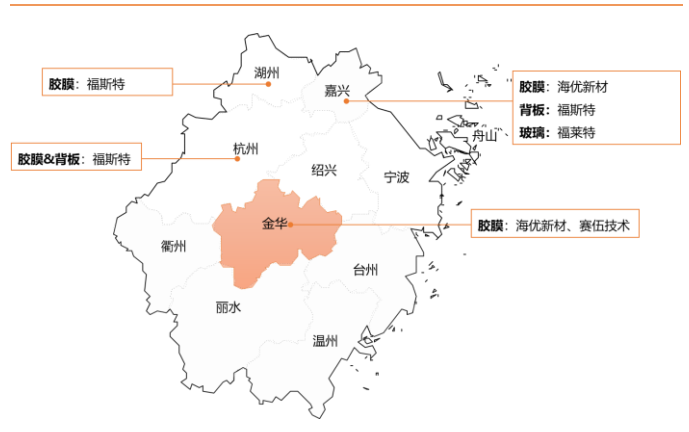 湖州
胶膜：福斯特
嘉兴
胶膜：海优新材
背板：福斯特
玻璃：福莱特
舟山
杭州
胶膜&背板：福斯特
绍兴
宁波
金华
胶膜：海优新材、赛伍技术
衢州
台州
丽水
温州